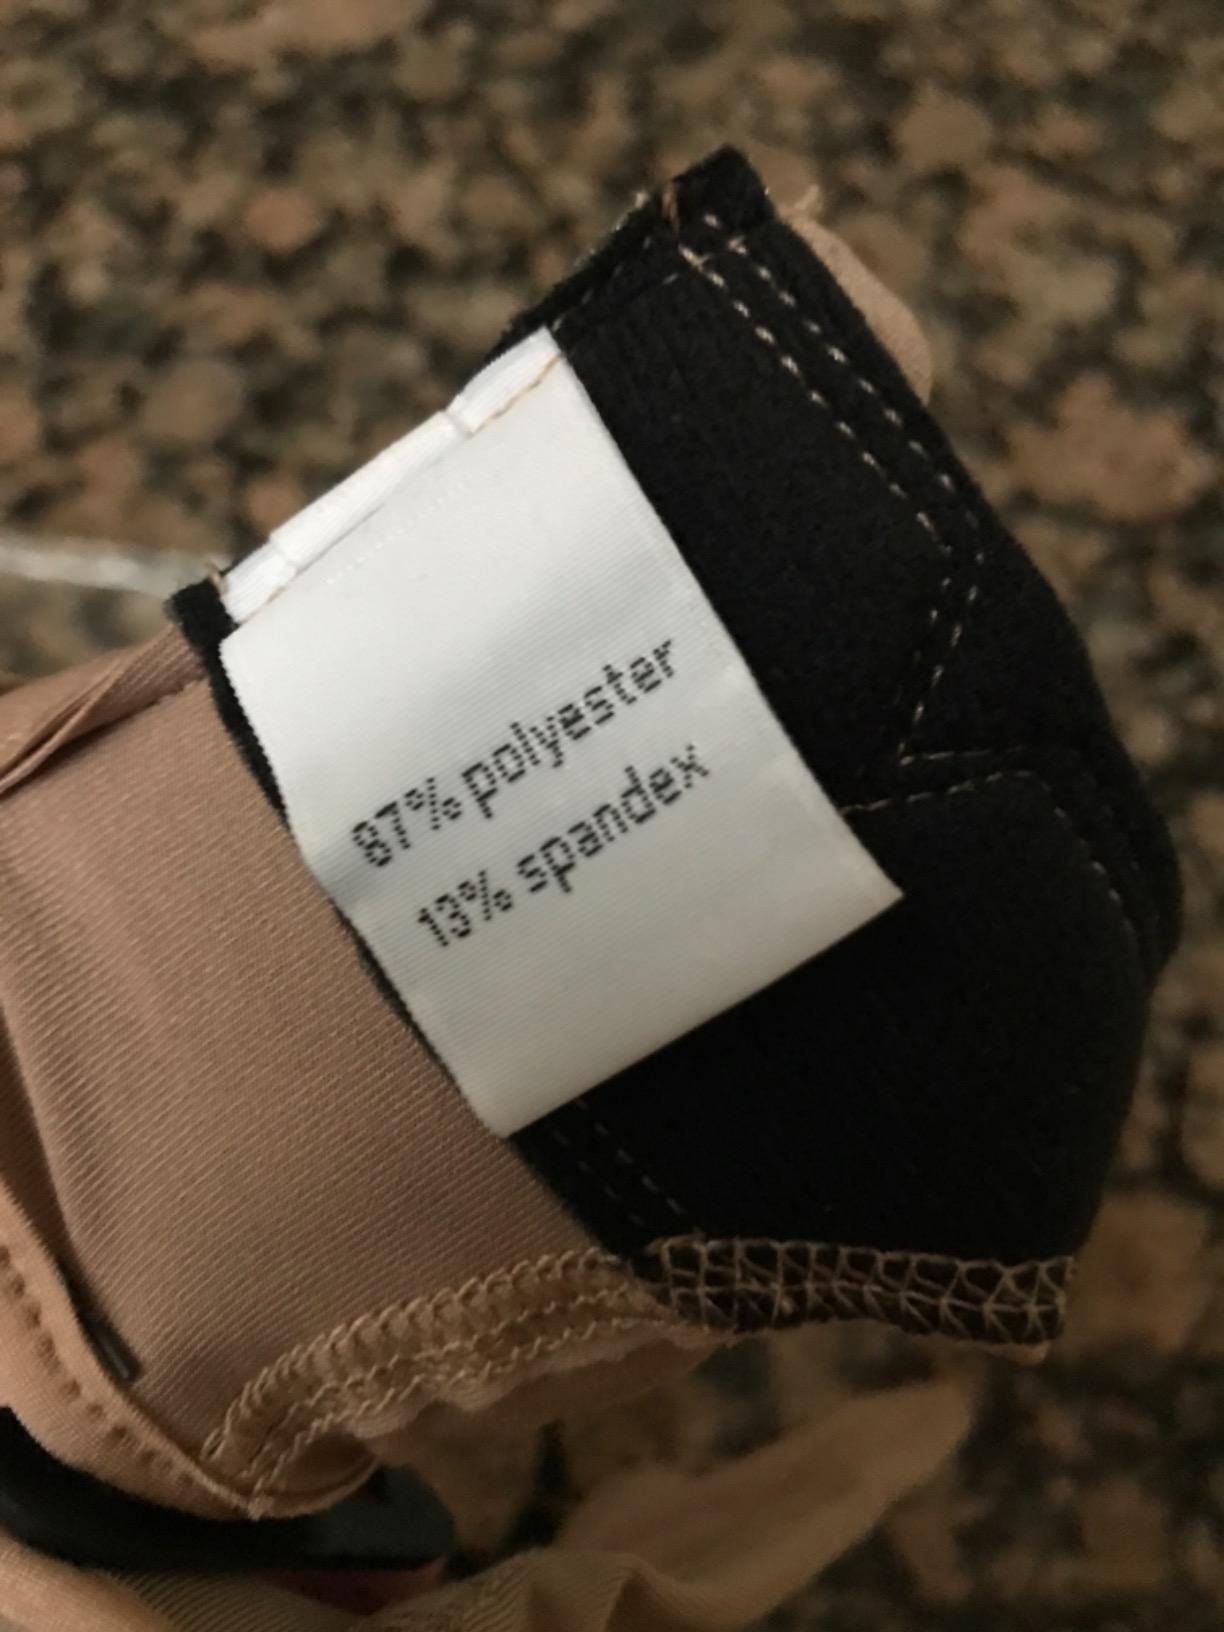 87% polyester
13% spandex